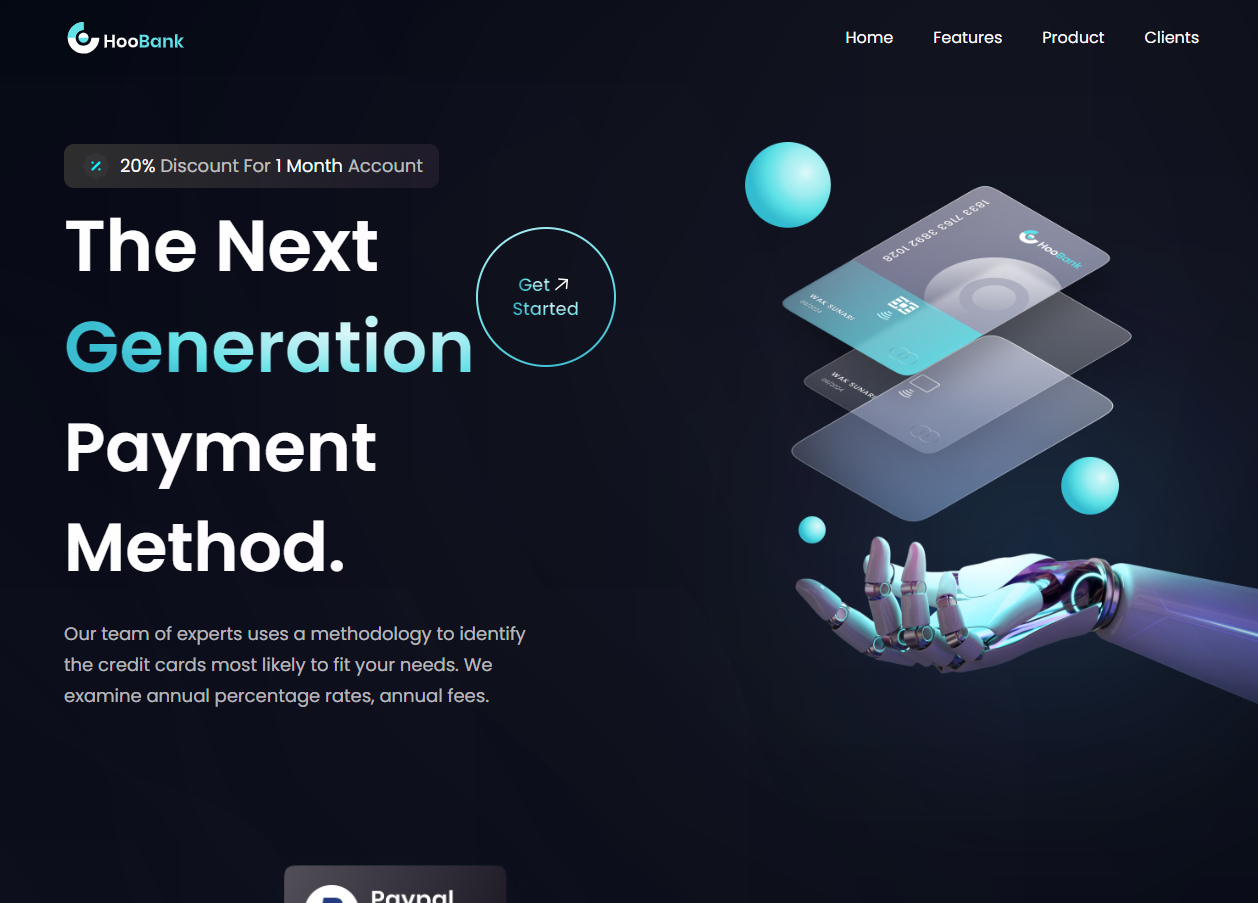 HooBank
Home Features Product Clients
20% Discount For 1 Month Account
The Next
Generation
Payment
Method.
Get
Started
Our team of experts uses a methodology to identify
the credit cards most likely to fit your needs. We
examine annual percentage rates, annual fees.
1833 7163 3892 1028
HooBank
WAK SUNARI
WAK SUNARI
Paypal